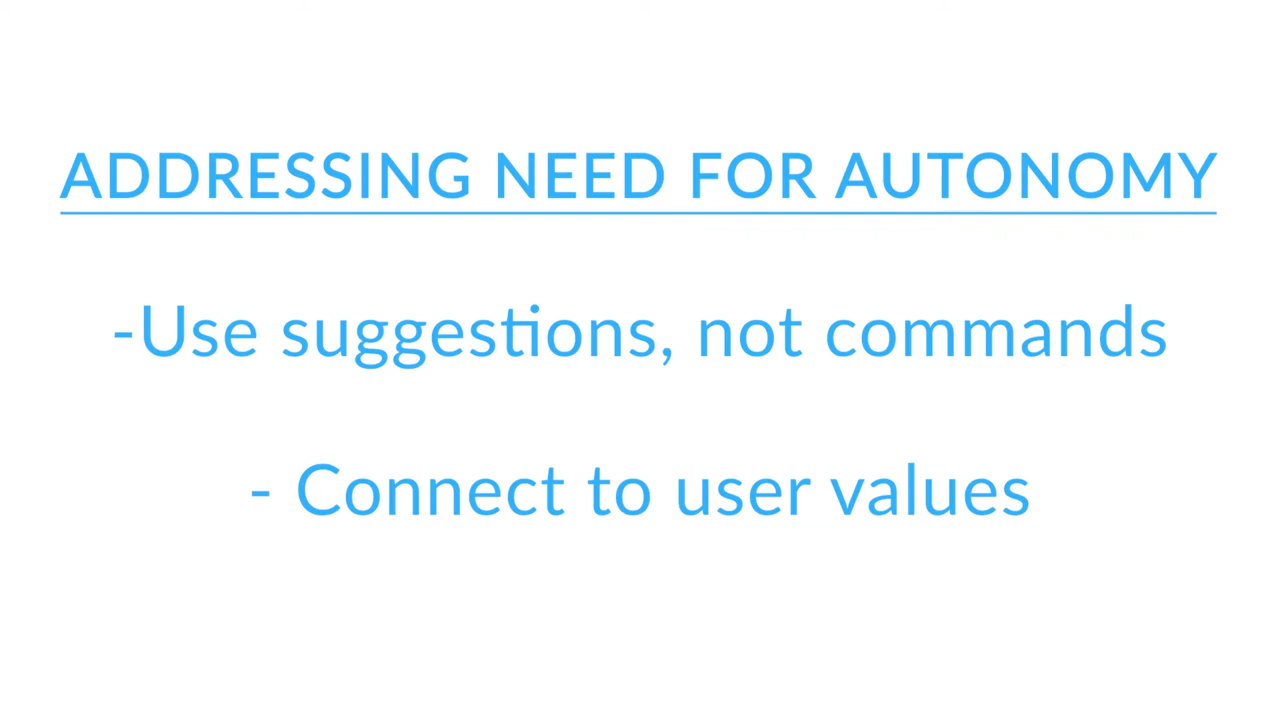 ADDRESSING NEED FOR AUTONOMY
-Use suggestions, not commands
- Connect to user values